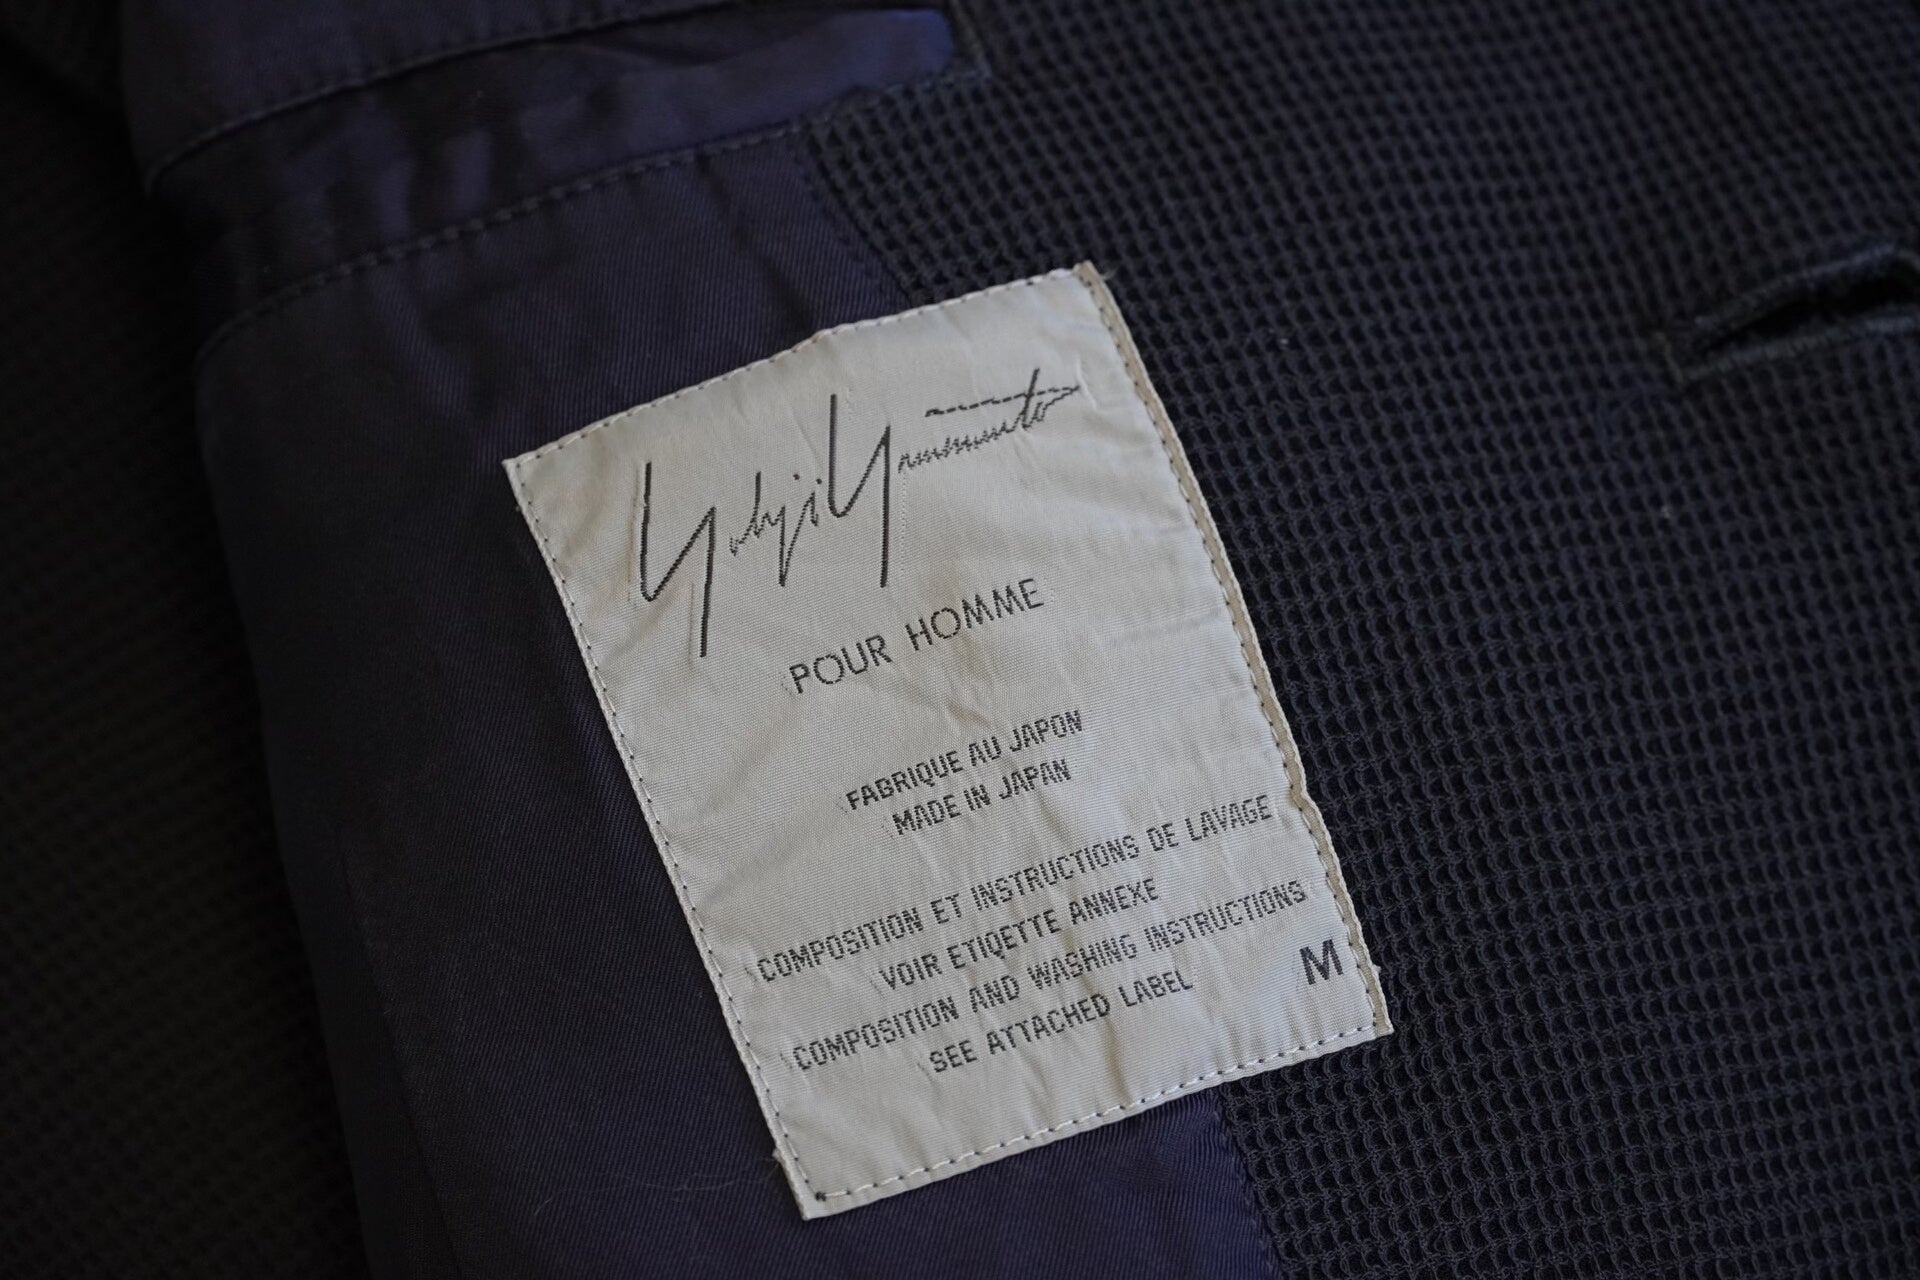 Yohji Yamamoto
POUR HOMME
FABRIQUE AU JAPON
MADE IN JAPAN
COMPOSITION ET INSTRUCTIONS DE LAVAGE
VOIR ETIQETTE ANNEXE
COMPOSITION AND WASHING INSTRUCTIONS
SEE ATTACHED LABEL
M